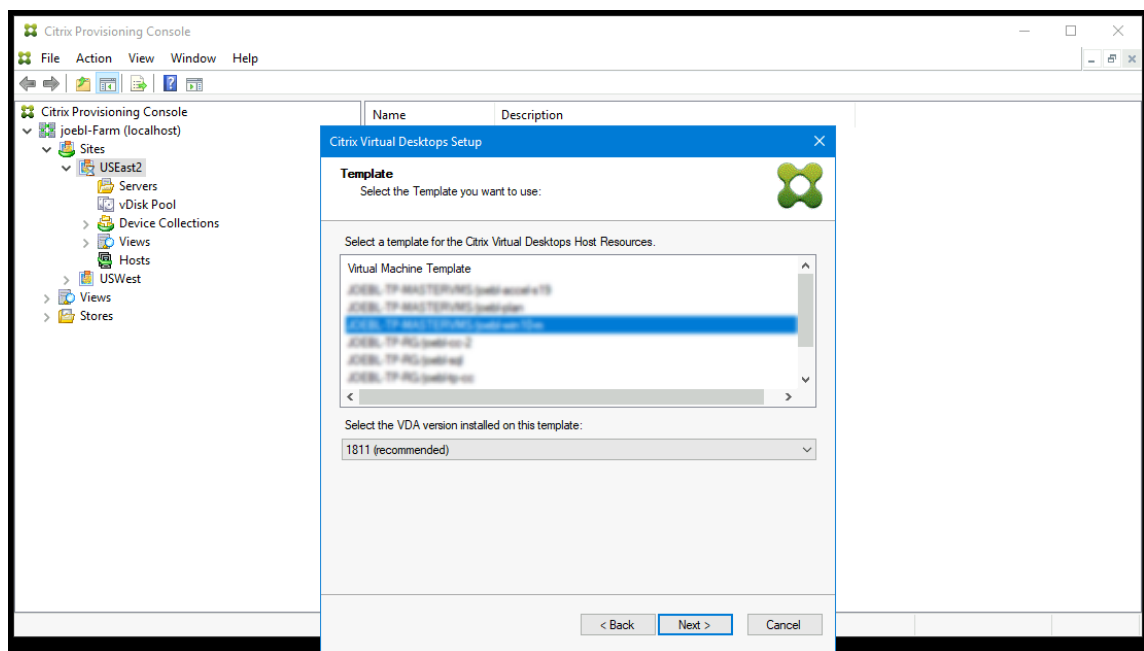 Citrix Provisioning Console
File Action View Window Help
Citrix Provisioning Console
joebl-Farm (localhost)
Sites
USEast2
Servers
vDisk Pool
Device Collections
Views
Hosts
USWest
Views
Stores
Name Description
Citrix Virtual Desktops Setup
Template
Select the Template you want to use:
Select a template for the Citrix Virtual Desktops Host Resources.
Virtual Machine Template
Select the VDA version installed on this template:
1811 (recommended)
< Back Next > Cancel